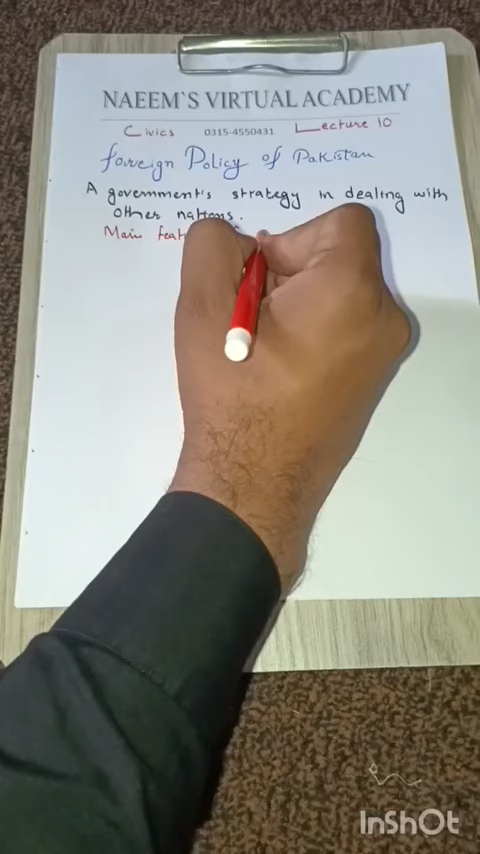 NAEEM`S VIRTUAL ACADEMY
Civics 0315-4550431 Lecture 10
foreign Policy of Pakistan
A government's strategy in dealing with
other nations.
Main
InShOt